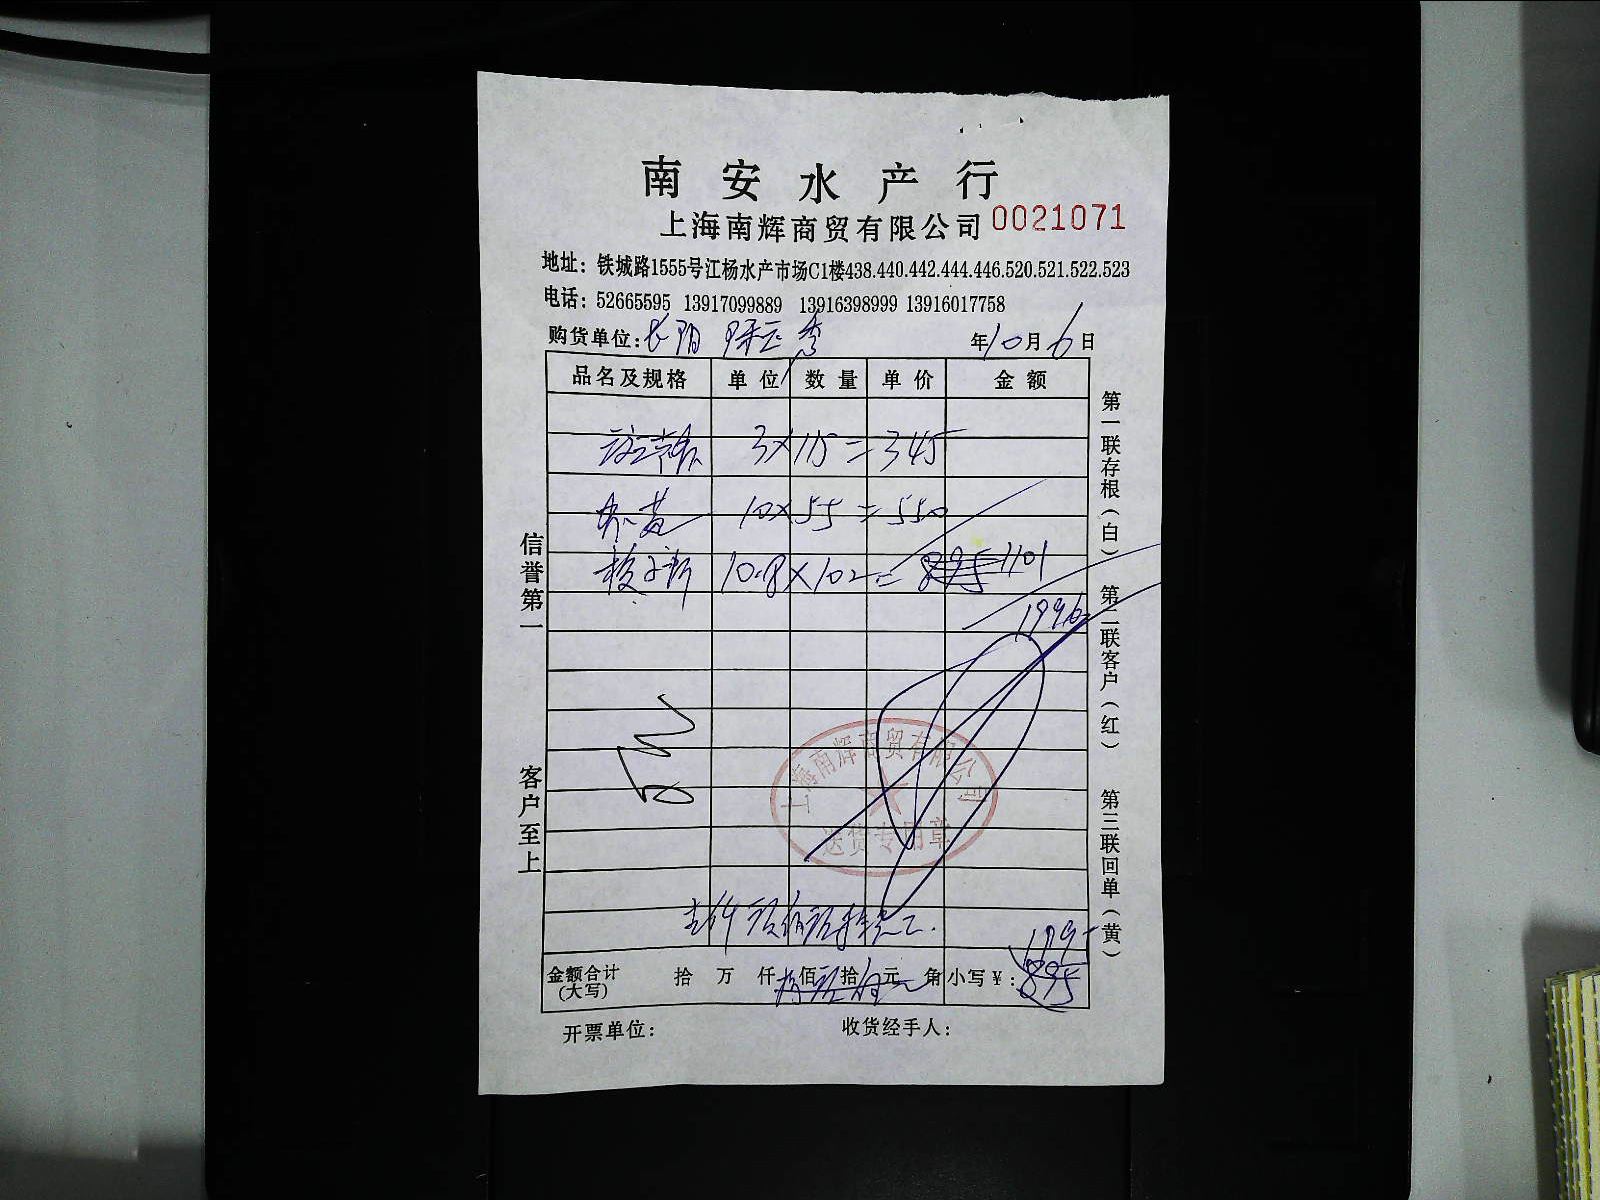 南安水产行
上海南辉商贸有限公司 0021071
地址：铁城路1555号江杨水产市场C1楼438.440.442.444.446.520.521.522.523
电话：52665595 13917099889 13916398999 13916017758
购货单位： 年10月6日
品名及规格 单位 数量 单价 金额
3×115=345
10×55=550
10.8×102= 895 1101
1996
上海南辉商贸有限公司
送货专用章
199
金额合计(大写) 拾 万 仟 佰 拾 元 角 小写￥：895
开票单位： 收货经手人：
信誉第一 客户至上
第一联存根(白) 第二联客户(红) 第三联回单(黄)